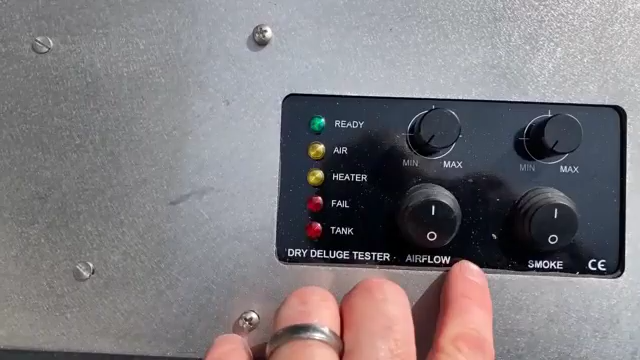 READY
AIR
HEATER
FAIL
TANK
MIN MAX
MIN MAX
I
O
I
O
DRY DELUGE TESTER
AIRFLOW
SMOKE
CE